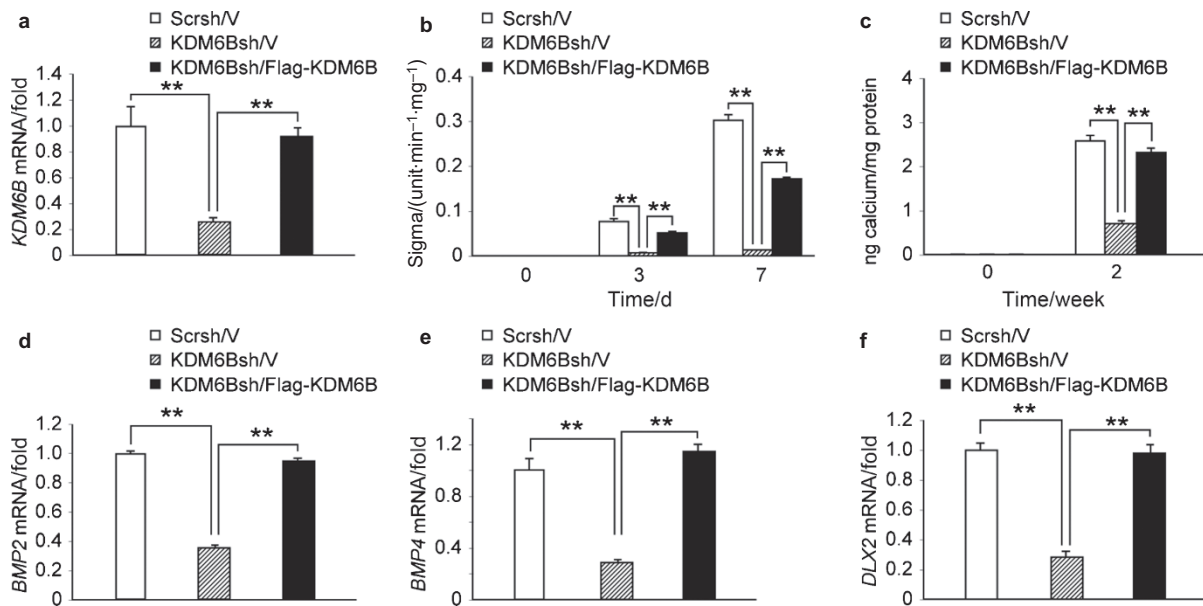 a
Scrsh/V
KDM6Bsh/V
KDM6Bsh/Flag-KDM6B
KDM6B mRNA/fold
1.4
1.2
1.0
0.8
0.6
0.4
0.2
0
**
**
b
Scrsh/V
KDM6Bsh/V
KDM6Bsh/Flag-KDM6B
Sigma/(unit·min⁻¹·mg⁻¹)
0.4
0.3
0.2
0.1
0
**
**
**
**
0 3 7
Time/d
c
Scrsh/V
KDM6Bsh/V
KDM6Bsh/Flag-KDM6B
ng calcium/mg protein
4
3
2
1
0
** **
0 2
Time/week
d
Scrsh/V
KDM6Bsh/V
KDM6Bsh/Flag-KDM6B
BMP2 mRNA/fold
1.2
1.0
0.8
0.6
0.4
0.2
0
**
**
e
Scrsh/V
KDM6Bsh/V
KDM6Bsh/Flag-KDM6B
BMP4 mRNA/fold
1.2
0.8
0.4
0
**
**
f
Scrsh/V
KDM6Bsh/V
KDM6Bsh/Flag-KDM6B
DLX2 mRNA/fold
1.2
1.0
0.8
0.6
0.4
0.2
0
**
**